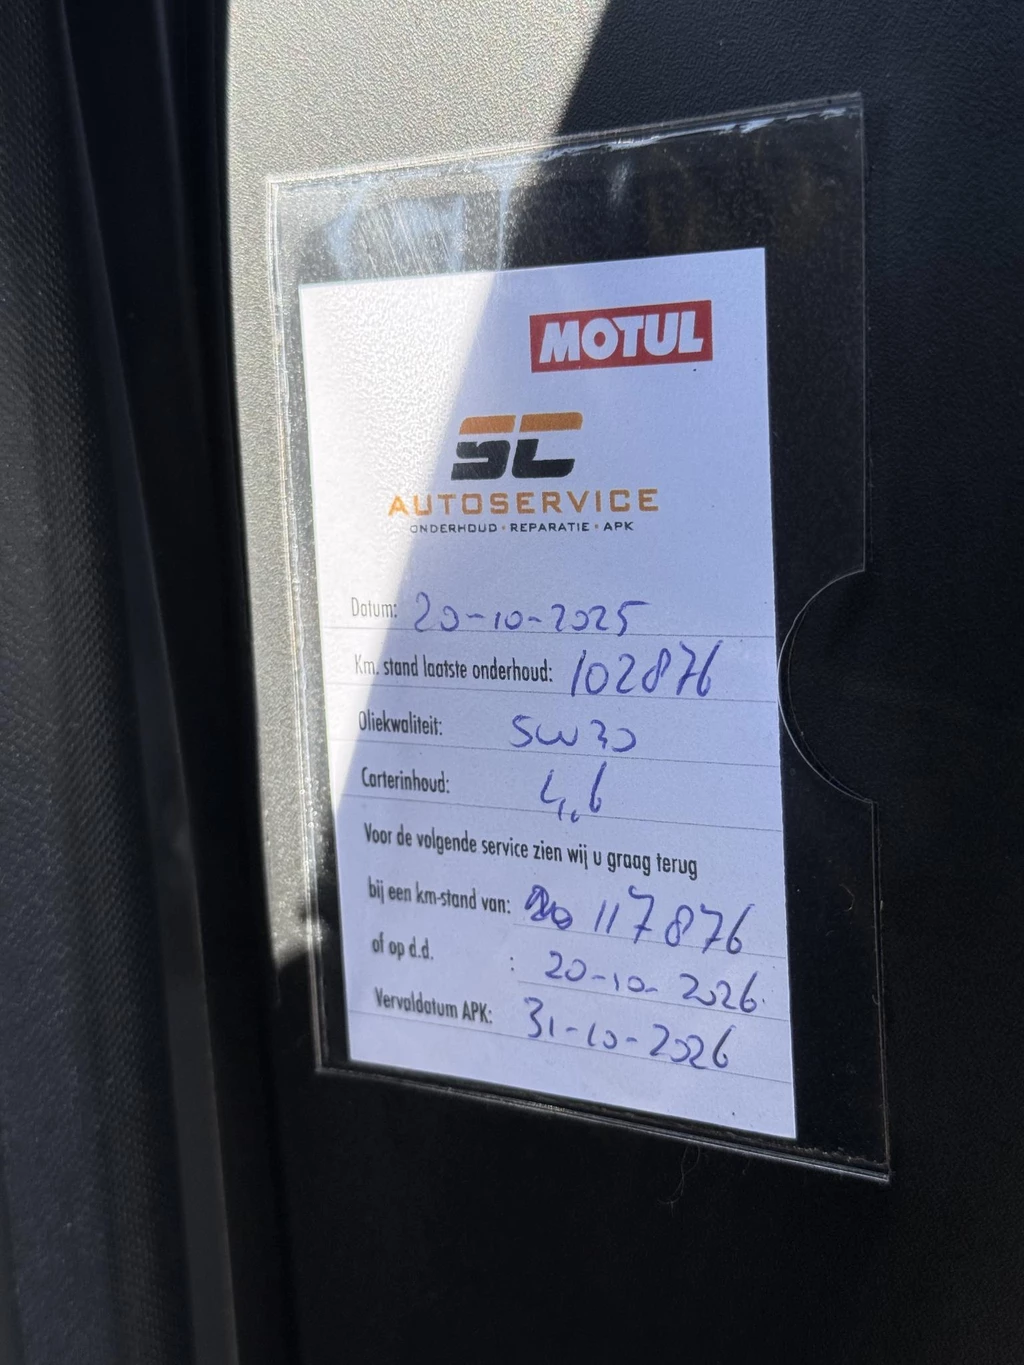 MOTUL
SC
AUTOSERVICE
ONDERHOUD • REPARATIE • APK
Datum: 20-10-2025
Km. stand laatste onderhoud: 102876
Oliekwaliteit: 5W30
Carterinhoud: 4,6
Voor de volgende service zien wij u graag terug
bij een km-stand van: 117876
of op d.d. : 20-10-2026
Vervaldatum APK: 31-10-2026